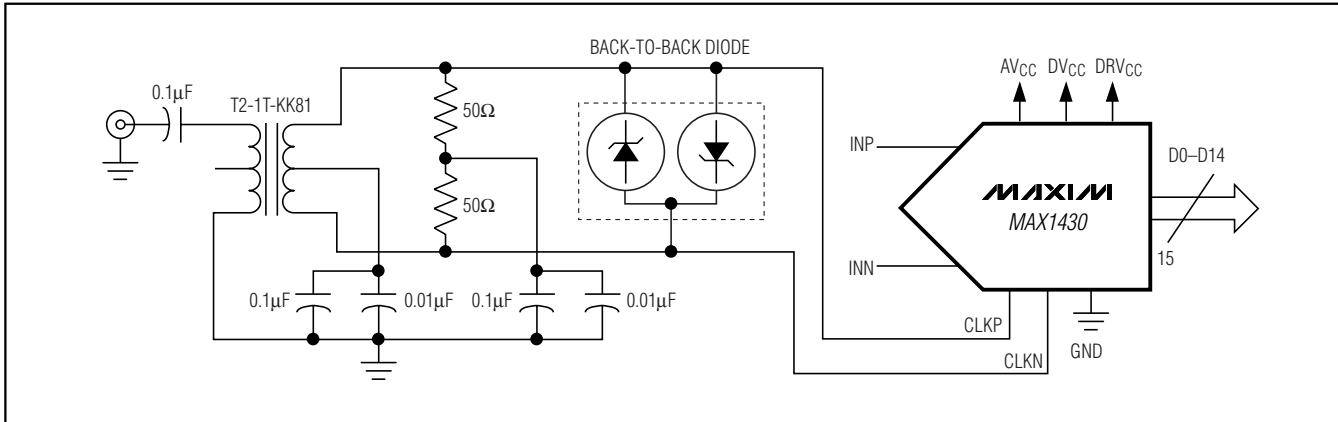 BACK-TO-BACK DIODE
AVCC DVCC DRVCC
0.1µF
T2-1T-KK81
50Ω
INP
D0–D14
MAXIM
MAX1430
50Ω
15
INN
0.1µF 0.01µF 0.1µF 0.01µF
CLKP
GND
CLKN